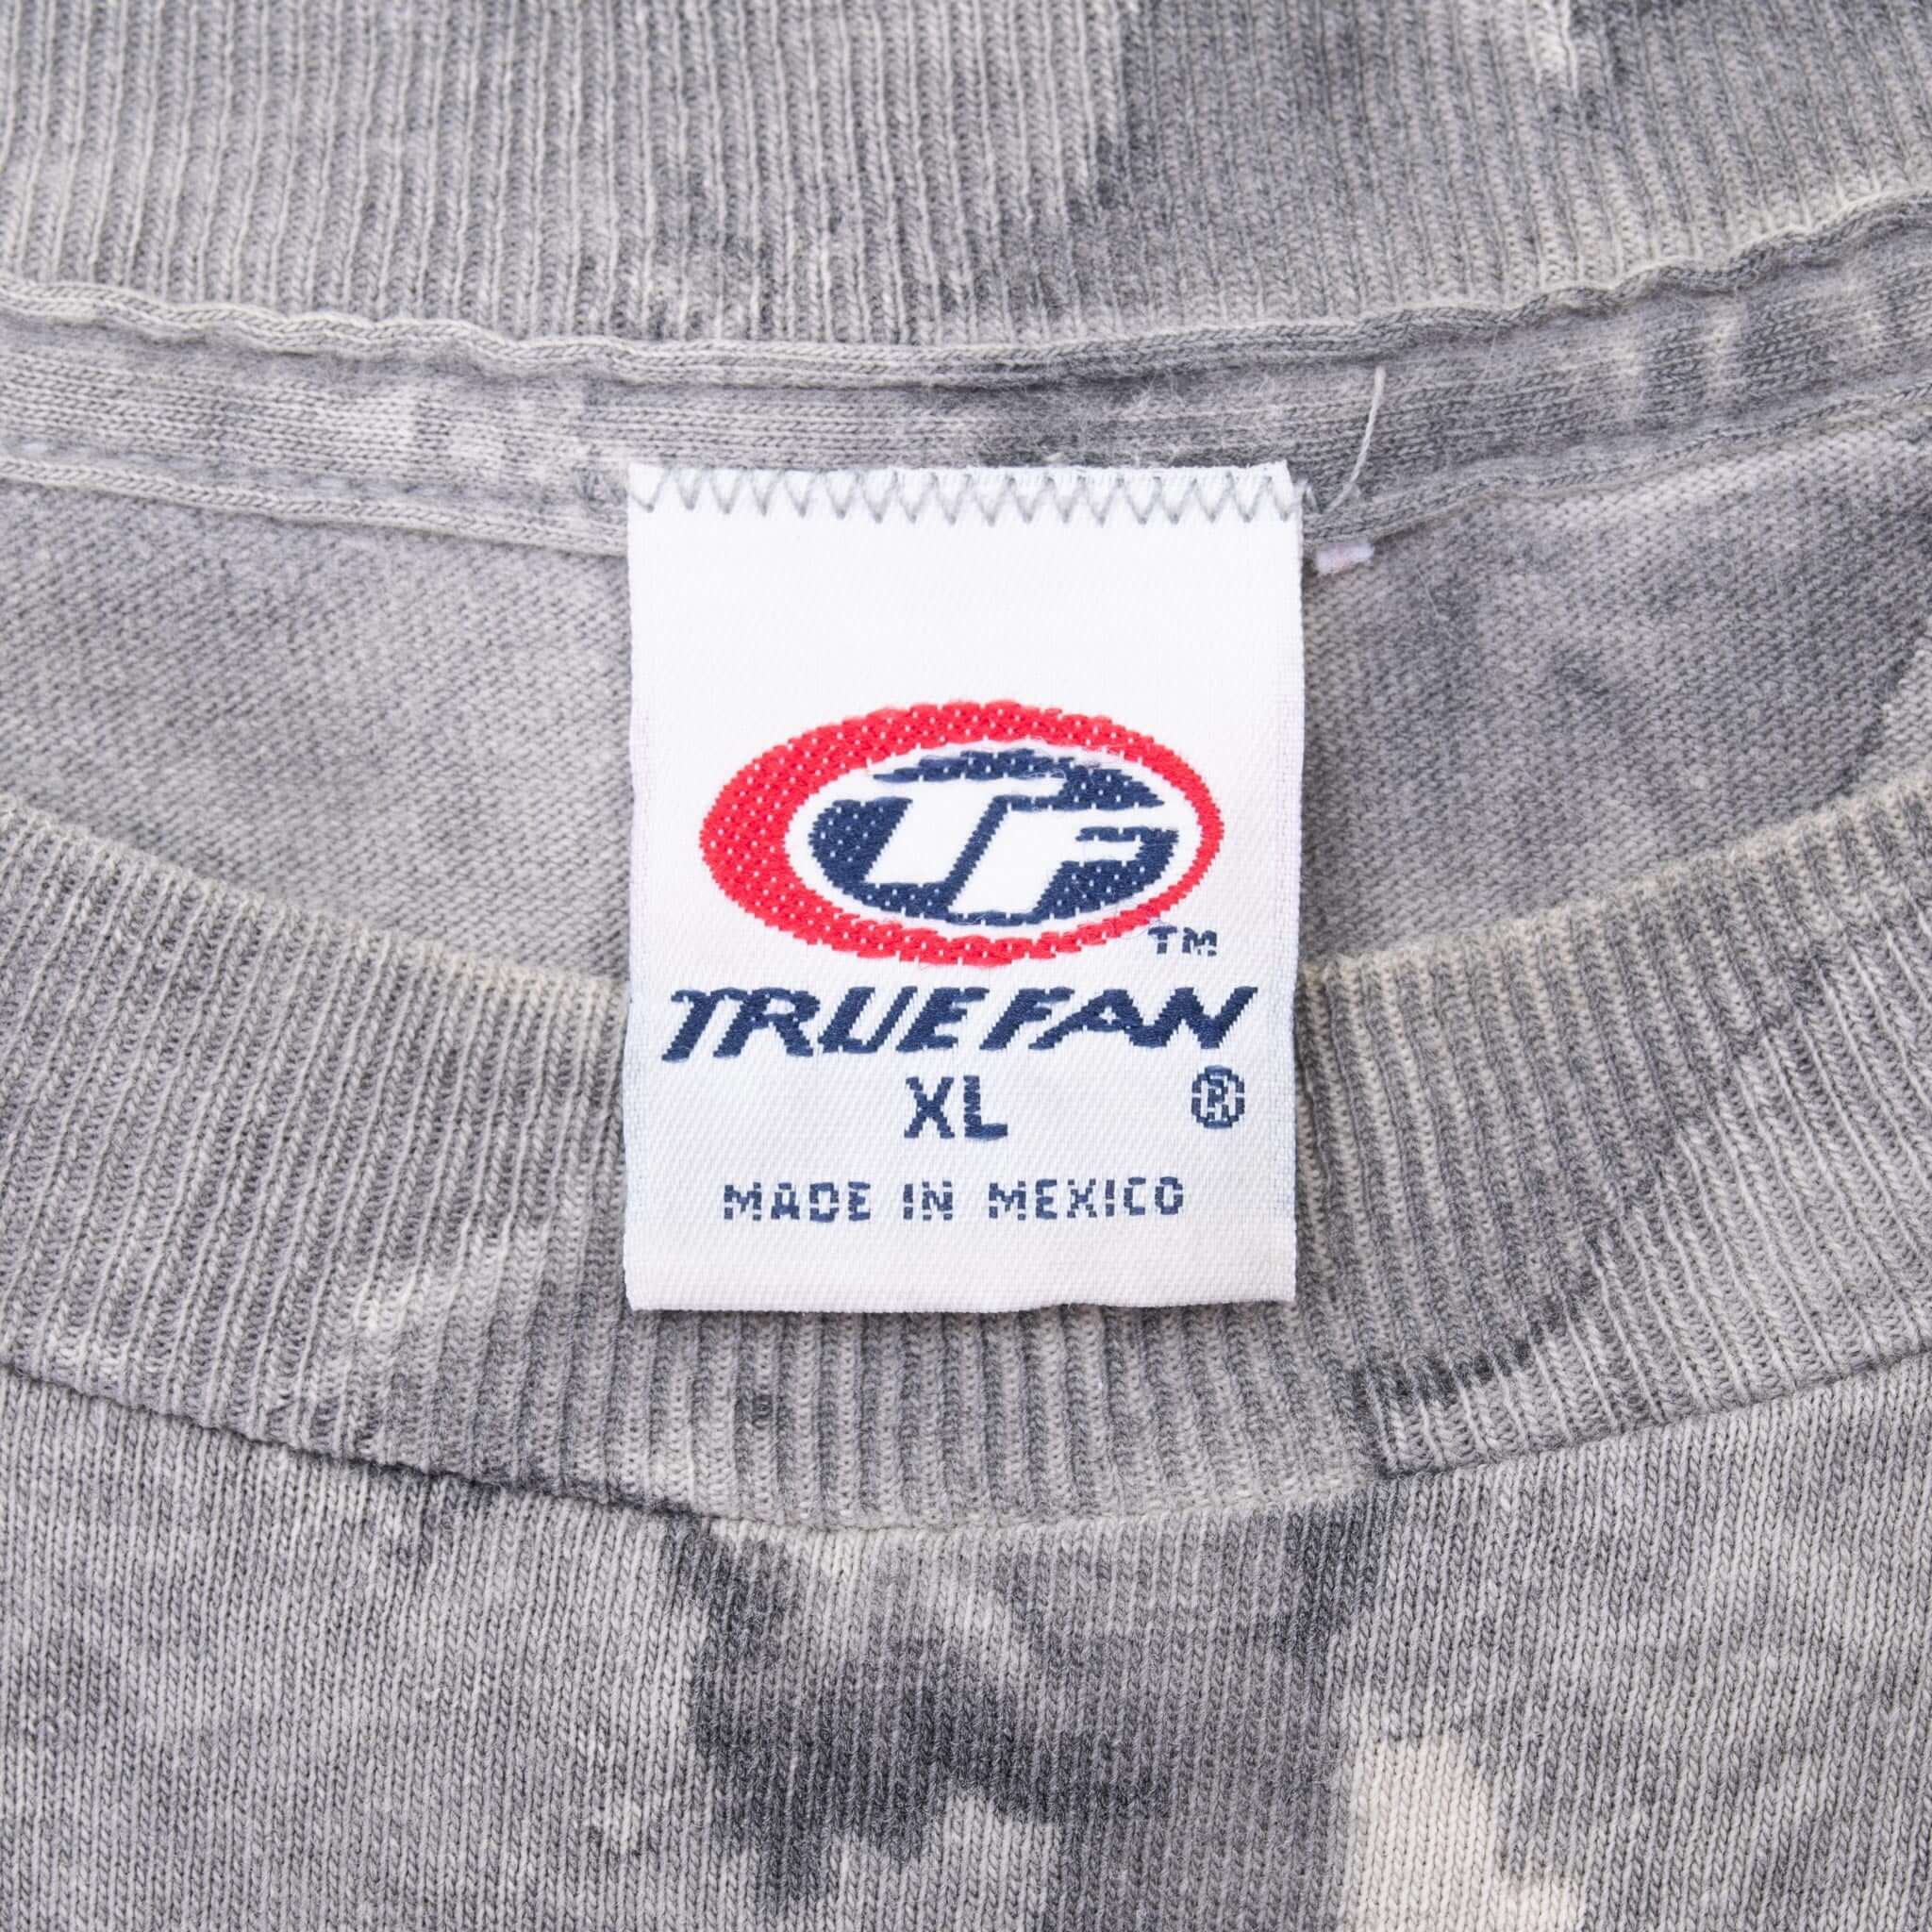 TF
TM
TRUE FAN
XL ®
MADE IN MEXICO